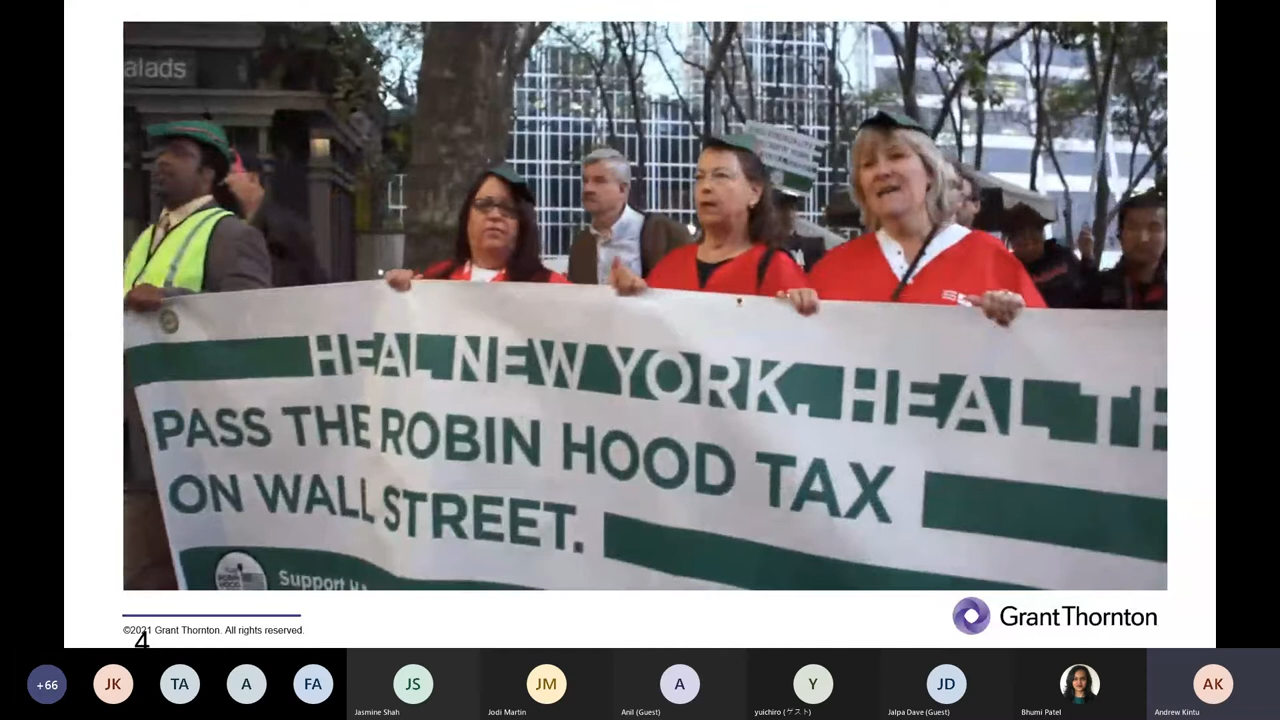 alads
HEAL NEW YORK. HEALTH
PASS THE ROBIN HOOD TAX
ON WALL STREET.
ROBIN
HOOD
Support
©2021 Grant Thornton. All rights reserved.
4
Grant Thornton
+66
JK
TA
A
FA
JS
JM
A
Y
JD
AK
Jasmine Shah
Jodi Martin
Anil (Guest)
yuichiro (ゲスト)
Jalpa Dave (Guest)
Bhumi Patel
Andrew Kintu